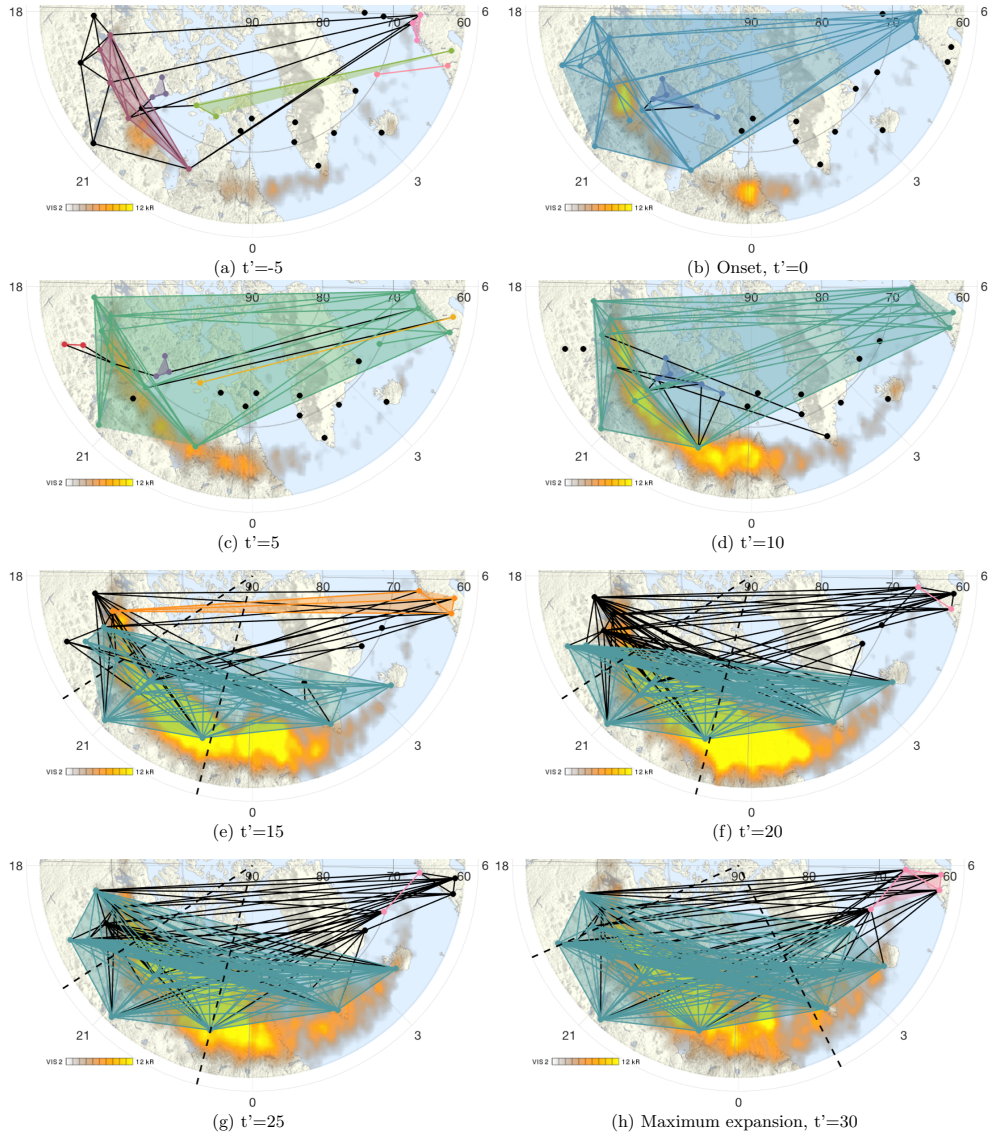 18 90 80 70 60 6
21 3
VIS 2 12 kR
0
(a) t'=-5
90 80 70 60 6
21 3
VIS 2 12 kR
0
(b) Onset, t'=0
18 90 80 70 60 6
21 3
VIS 2 12 kR
0
(c) t'=5
18 90 80 70 60 6
21 3
VIS 2 12 kR
0
(d) t'=10
18 90 80 70 60 6
21 3
VIS 2 12 kR
0
(e) t'=15
18 90 80 70 60 6
21 3
VIS 2 12 kR
0
(f) t'=20
18 90 80 70 60 6
21 3
VIS 2 12 kR
0
(g) t'=25
18 90 80 70 60 6
21 3
VIS 2 12 kR
0
(h) Maximum expansion, t'=30